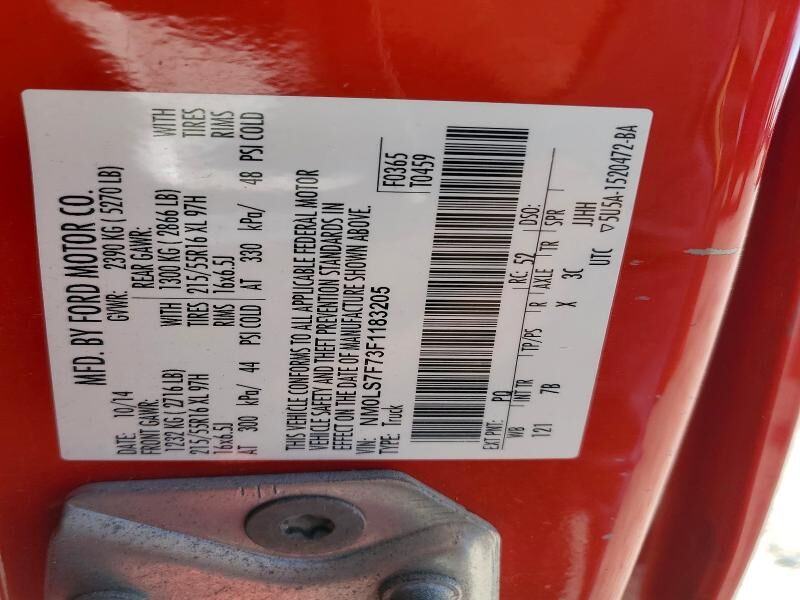 MFD. BY FORD MOTOR CO.
DATE: 10/14 GVWR: 2390 KG ( 5270 LB)
FRONT GAWR: REAR GAWR:
1232 KG ( 2716 LB) WITH 1300 KG ( 2866 LB) WITH
215/55R16 XL 97H TIRES 215/55R16 XL 97H TIRES
16x6.5J RIMS 16x6.5J RIMS
AT 300 kPa/ 44 PSI COLD AT 330 kPa/ 48 PSI COLD
THIS VEHICLE CONFORMS TO ALL APPLICABLE FEDERAL MOTOR
VEHICLE SAFETY AND THEFT PREVENTION STANDARDS IN
EFFECT ON THE DATE OF MANUFACTURE SHOWN ABOVE.
VIN: NM0LS7F73F1183205
TYPE: Truck
F0365
T0459
EXT PNT: PQ RC: 52 DSO:
WB INT TR TP/PS R AXLE TR SPR
121 7B X 3C JJHH
UTC ▽5U5A-1520472-BA